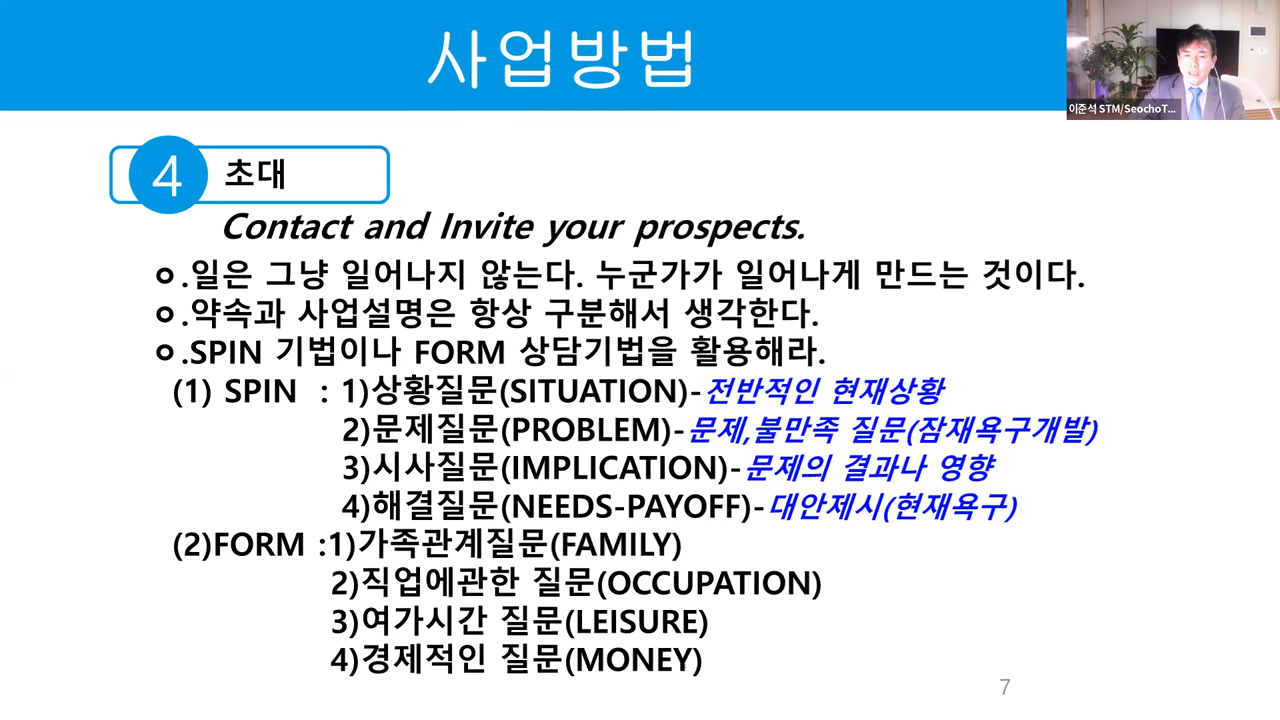 사업방법
이준석 STM/SeochoT...
4 초대
Contact and Invite your prospects.
ㅇ.일은 그냥 일어나지 않는다. 누군가가 일어나게 만드는 것이다.
ㅇ.약속과 사업설명은 항상 구분해서 생각한다.
ㅇ.SPIN 기법이나 FORM 상담기법을 활용해라.
(1) SPIN : 1)상황질문(SITUATION)-전반적인 현재상황
2)문제질문(PROBLEM)-문제,불만족 질문(잠재욕구개발)
3)시사질문(IMPLICATION)-문제의 결과나 영향
4)해결질문(NEEDS-PAYOFF)-대안제시(현재욕구)
(2)FORM :1)가족관계질문(FAMILY)
2)직업에관한 질문(OCCUPATION)
3)여가시간 질문(LEISURE)
4)경제적인 질문(MONEY)
7